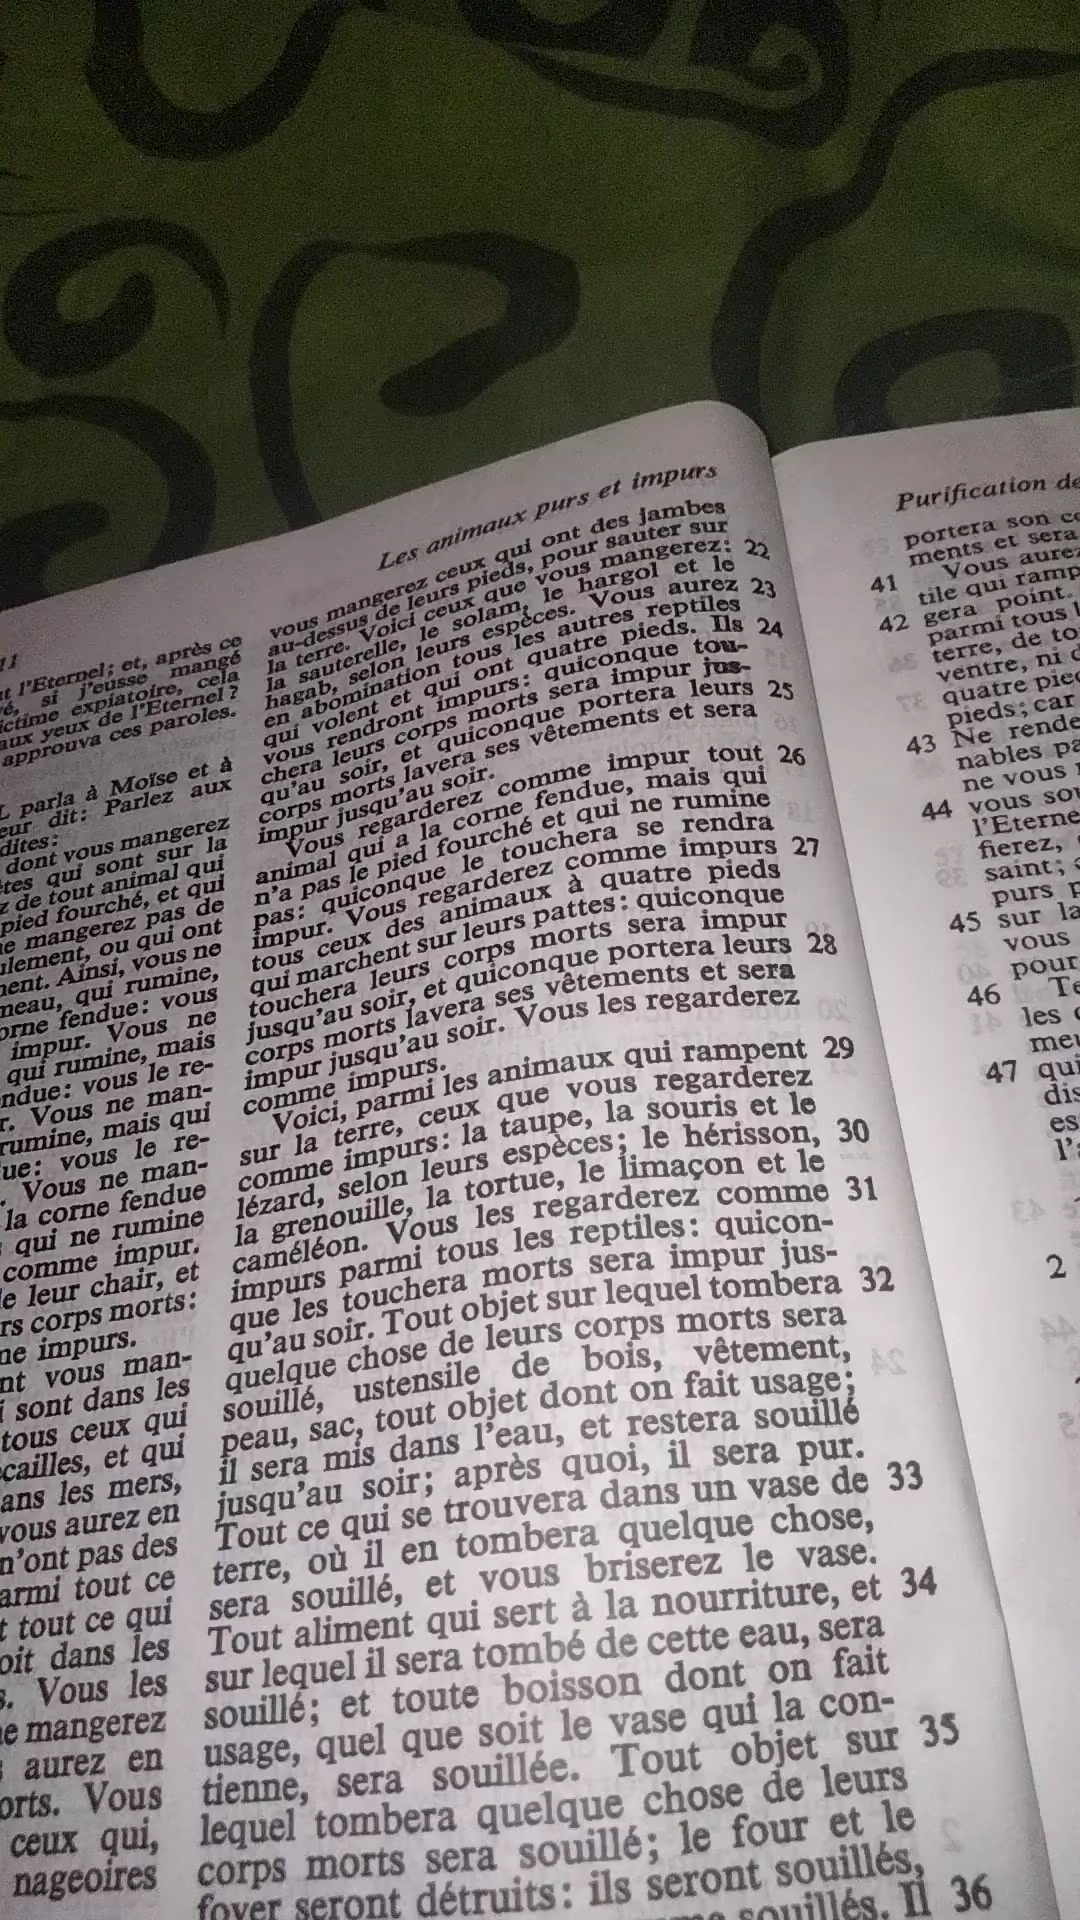 11
t l'Eternel; et, après ce
é, si j'eusse mangé
ictime expiatoire, cela
aux yeux de l'Eternel?
approuva ces paroles.
L parla à Moïse et à
eur dit: Parlez aux
dites:
dont vous mangerez
tes qui sont sur la
z de tout animal qui
pied fourché, et qui
e mangerez pas de
ulement, ou qui ont
ent. Ainsi, vous ne
meau, qui rumine,
orne fendue: vous
impur. Vous ne
qui rumine, mais
ndue: vous le re-
r. Vous ne man-
rumine, mais qui
ue: vous le re-
. Vous ne man-
la corne fendue
qui ne rumine
comme impur.
e leur chair, et
rs corps morts:
me impurs.
nt vous man-
i sont dans les
tous ceux qui
cailles, et qui
ans les mers,
vous aurez en
n'ont pas des
armi tout ce
t tout ce qui
oit dans les
s. Vous les
e mangerez
s aurez en
orts. Vous
ceux qui,
nageoires
Les animaux purs et impurs
vous mangerez ceux qui ont des jambes
au-dessus de leurs pieds, pour sauter sur
la terre. Voici ceux que vous mangerez: 22
la sauterelle, le solam, le hargol et le
hagab, selon leurs espèces. Vous aurez 23
en abomination tous les autres reptiles
qui volent et qui ont quatre pieds. Ils 24
vous rendront impurs: quiconque tou-
chera leurs corps morts sera impur jus-
qu'au soir, et quiconque portera leurs 25
corps morts lavera ses vêtements et sera
impur jusqu'au soir.
Vous regarderez comme impur tout 26
animal qui a la corne fendue, mais qui
n'a pas le pied fourché et qui ne rumine
pas: quiconque le touchera se rendra
impur. Vous regarderez comme impurs 27
tous ceux des animaux à quatre pieds
qui marchent sur leurs pattes: quiconque
touchera leurs corps morts sera impur
jusqu'au soir, et quiconque portera leurs 28
corps morts lavera ses vêtements et sera
impur jusqu'au soir. Vous les regarderez
comme impurs.
Voici, parmi les animaux qui rampent 29
sur la terre, ceux que vous regarderez
comme impurs: la taupe, la souris et le
lézard, selon leurs espèces; le hérisson, 30
la grenouille, la tortue, le limaçon et le
caméléon. Vous les regarderez comme 31
impurs parmi tous les reptiles: quicon-
que les touchera morts sera impur jus-
qu'au soir. Tout objet sur lequel tombera 32
quelque chose de leurs corps morts sera
souillé, ustensile de bois, vêtement,
peau, sac, tout objet dont on fait usage;
il sera mis dans l'eau, et restera souillé
jusqu'au soir; après quoi, il sera pur.
Tout ce qui se trouvera dans un vase de 33
terre, où il en tombera quelque chose,
sera souillé, et vous briserez le vase.
Tout aliment qui sert à la nourriture, et 34
sur lequel il sera tombé de cette eau, sera
souillé; et toute boisson dont on fait
usage, quel que soit le vase qui la con-
tienne, sera souillée. Tout objet sur 35
lequel tombera quelque chose de leurs
corps morts sera souillé; le four et le
foyer seront détruits: ils seront souillés,
souillés. Il 36
Purification de
portera son
ments et sera
41 Vous aurez
tile qui ramp
42 gera point.
parmi tous
terre, de to
ventre, ni
quatre pied
pieds; car
43 Ne rende
nables pa
ne vous
44 vous sou
l'Eterne
fierez,
saint;
purs p
45 sur la
vous
pour
46 Te
les
meu
47 qui
dis
es
l'
2